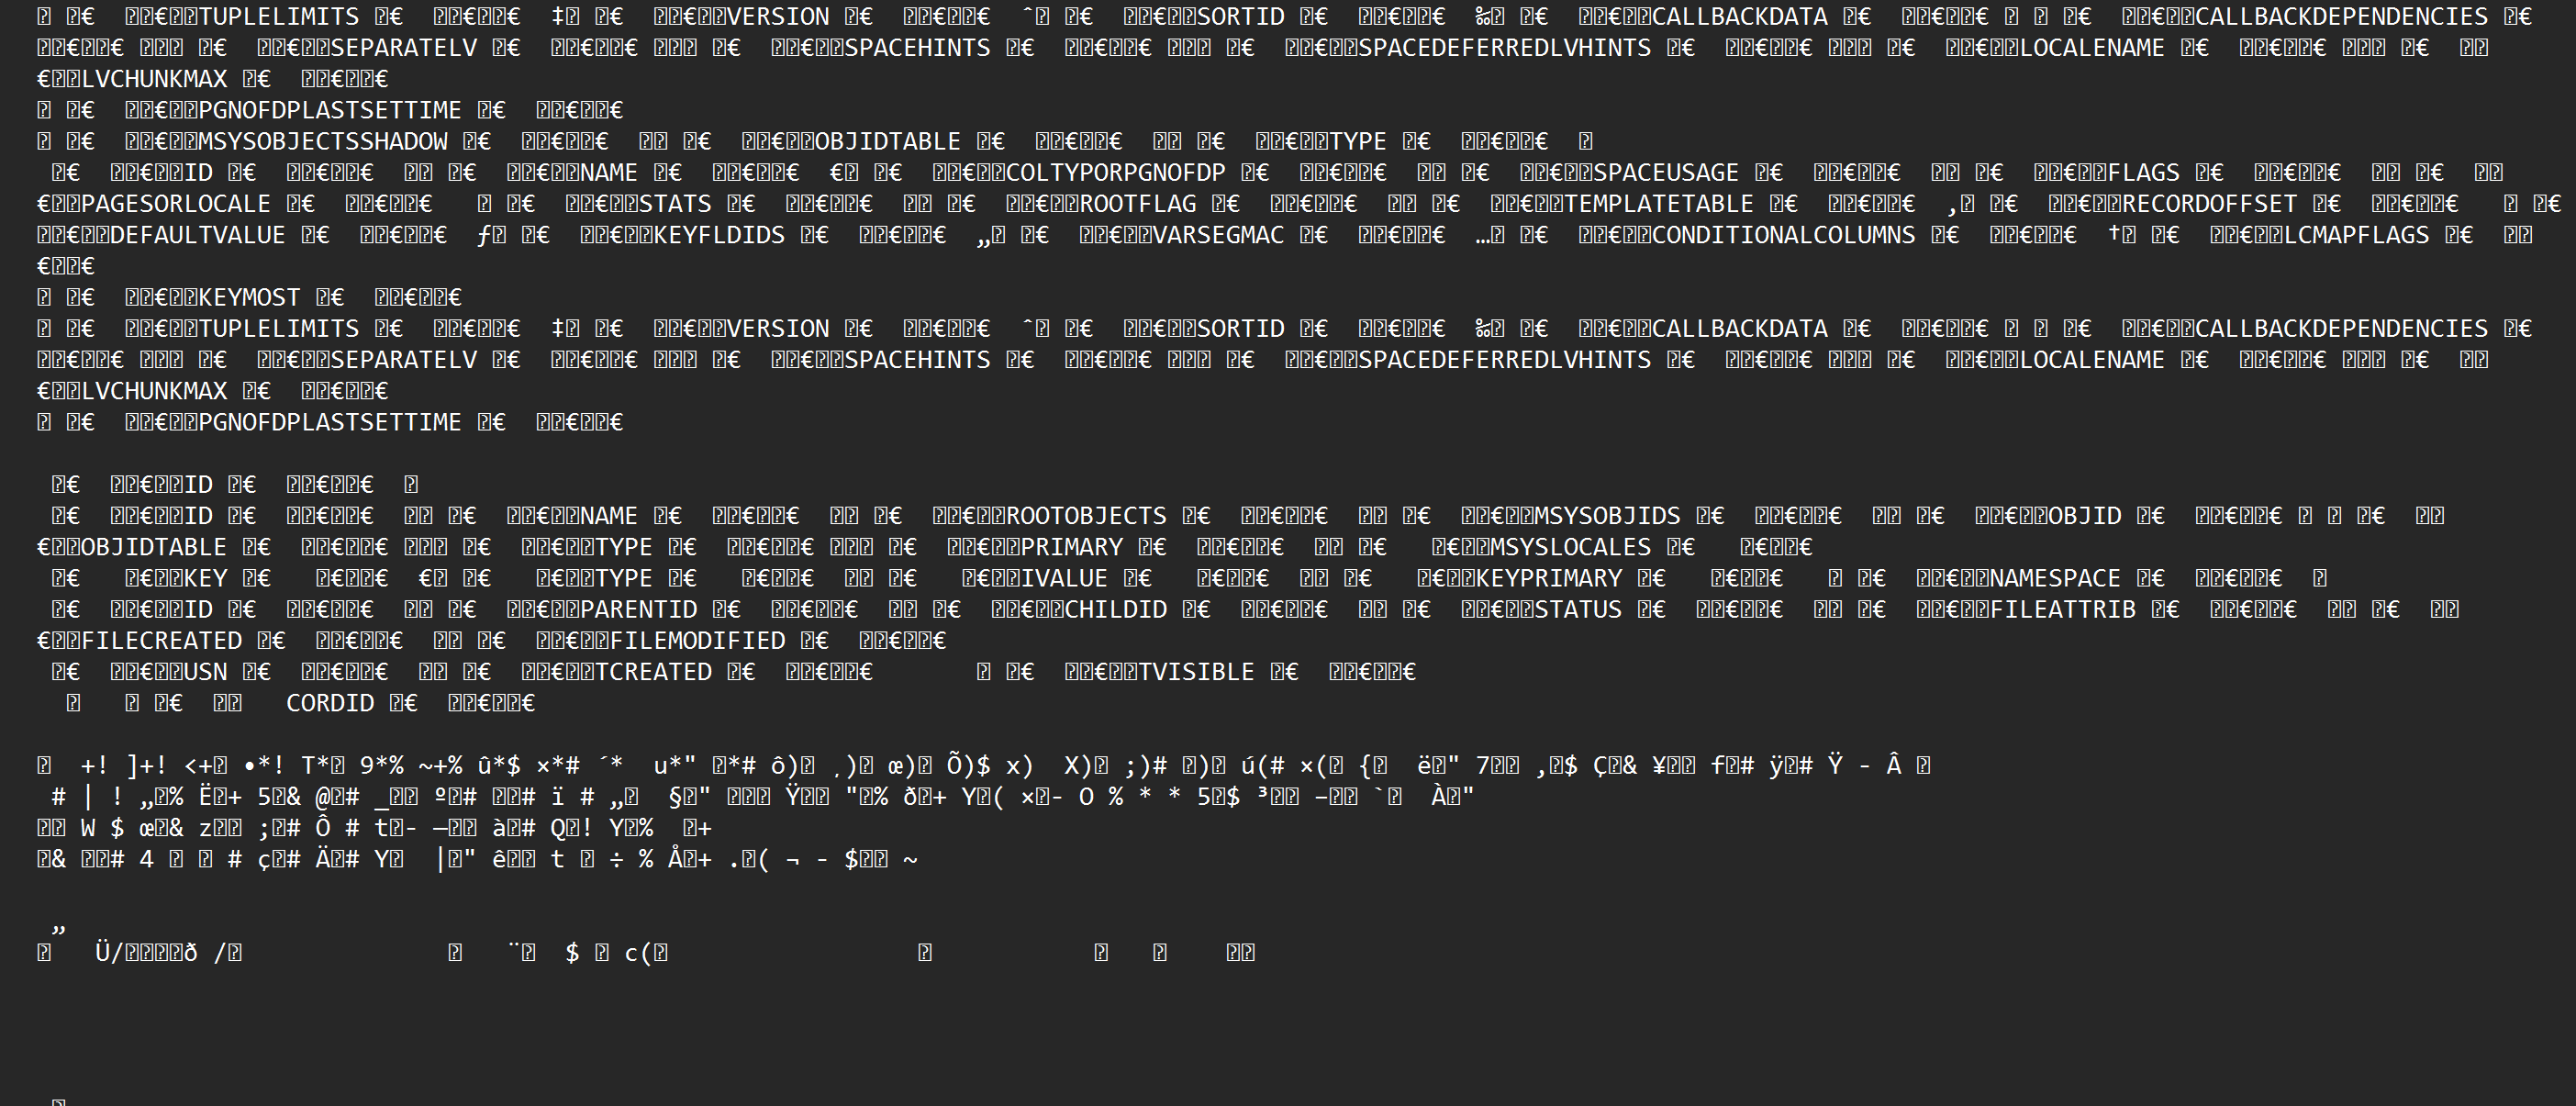 ￾ ￾€ ￾￾€￾￾TUPLELIMITS ￾€ ￾￾€￾￾€ ‡￾ ￾€ ￾￾€￾￾VERSION ￾€ ￾￾€￾￾€ ˆ￾ ￾€ ￾￾€￾￾SORTID ￾€ ￾￾€￾￾€ ‰￾ ￾€ ￾￾€￾￾CALLBACKDATA ￾€ ￾￾€￾￾€ ￾ ￾ ￾€ ￾￾€￾￾CALLBACKDEPENDENCIES ￾€
￾￾€￾￾€ ￾￾￾ ￾€ ￾￾€￾￾SEPARATELV ￾€ ￾￾€￾￾€ ￾￾￾ ￾€ ￾￾€￾￾SPACEHINTS ￾€ ￾￾€￾￾€ ￾￾￾ ￾€ ￾￾€￾￾SPACEDEFERREDLVHINTS ￾€ ￾￾€￾￾€ ￾￾￾ ￾€ ￾￾€￾￾LOCALENAME ￾€ ￾￾€￾￾€ ￾￾￾ ￾€ ￾￾
€￾￾LVCHUNKMAX ￾€ ￾￾€￾￾€
￾ ￾€ ￾￾€￾￾PGNOFDPLASTSETTIME ￾€ ￾￾€￾￾€
￾ ￾€ ￾￾€￾￾MSYSOBJECTSSHADOW ￾€ ￾￾€￾￾€ ￾￾ ￾€ ￾￾€￾￾OBJIDTABLE ￾€ ￾￾€￾￾€ ￾￾ ￾€ ￾￾€￾￾TYPE ￾€ ￾￾€￾￾€ ￾
￾€ ￾￾€￾￾ID ￾€ ￾￾€￾￾€ ￾￾ ￾€ ￾￾€￾￾NAME ￾€ ￾￾€￾￾€ €￾ ￾€ ￾￾€￾￾COLTYPORPGNOFDP ￾€ ￾￾€￾￾€ ￾￾ ￾€ ￾￾€￾￾SPACEUSAGE ￾€ ￾￾€￾￾€ ￾￾ ￾€ ￾￾€￾￾FLAGS ￾€ ￾￾€￾￾€ ￾￾ ￾€ ￾￾
€￾￾PAGESORLOCALE ￾€ ￾￾€￾￾€ ￾ ￾€ ￾￾€￾￾STATS ￾€ ￾￾€￾￾€ ￾￾ ￾€ ￾￾€￾￾ROOTFLAG ￾€ ￾￾€￾￾€ ￾￾ ￾€ ￾￾€￾￾TEMPLATETABLE ￾€ ￾￾€￾￾€ ‚￾ ￾€ ￾￾€￾￾RECORDOFFSET ￾€ ￾￾€￾￾€ ￾ ￾€
￾￾€￾￾DEFAULTVALUE ￾€ ￾￾€￾￾€ ƒ￾ ￾€ ￾￾€￾￾KEYFLDIDS ￾€ ￾￾€￾￾€ „￾ ￾€ ￾￾€￾￾VARSEGMAC ￾€ ￾￾€￾￾€ …￾ ￾€ ￾￾€￾￾CONDITIONALCOLUMNS ￾€ ￾￾€￾￾€ †￾ ￾€ ￾￾€￾￾LCMAPFLAGS ￾€ ￾￾
€￾￾€
￾ ￾€ ￾￾€￾￾KEYMOST ￾€ ￾￾€￾￾€
￾ ￾€ ￾￾€￾￾TUPLELIMITS ￾€ ￾￾€￾￾€ ‡￾ ￾€ ￾￾€￾￾VERSION ￾€ ￾￾€￾￾€ ˆ￾ ￾€ ￾￾€￾￾SORTID ￾€ ￾￾€￾￾€ ‰￾ ￾€ ￾￾€￾￾CALLBACKDATA ￾€ ￾￾€￾￾€ ￾ ￾ ￾€ ￾￾€￾￾CALLBACKDEPENDENCIES ￾€
￾￾€￾￾€ ￾￾￾ ￾€ ￾￾€￾￾SEPARATELV ￾€ ￾￾€￾￾€ ￾￾￾ ￾€ ￾￾€￾￾SPACEHINTS ￾€ ￾￾€￾￾€ ￾￾￾ ￾€ ￾￾€￾￾SPACEDEFERREDLVHINTS ￾€ ￾￾€￾￾€ ￾￾￾ ￾€ ￾￾€￾￾LOCALENAME ￾€ ￾￾€￾￾€ ￾￾￾ ￾€ ￾￾
€￾￾LVCHUNKMAX ￾€ ￾￾€￾￾€
￾ ￾€ ￾￾€￾￾PGNOFDPLASTSETTIME ￾€ ￾￾€￾￾€
￾€ ￾￾€￾￾ID ￾€ ￾￾€￾￾€ ￾
￾€ ￾￾€￾￾ID ￾€ ￾￾€￾￾€ ￾￾ ￾€ ￾￾€￾￾NAME ￾€ ￾￾€￾￾€ ￾￾ ￾€ ￾￾€￾￾ROOTOBJECTS ￾€ ￾￾€￾￾€ ￾￾ ￾€ ￾￾€￾￾MSYSOBJIDS ￾€ ￾￾€￾￾€ ￾￾ ￾€ ￾￾€￾￾OBJID ￾€ ￾￾€￾￾€ ￾ ￾ ￾€ ￾￾
€￾￾OBJIDTABLE ￾€ ￾￾€￾￾€ ￾￾￾ ￾€ ￾￾€￾￾TYPE ￾€ ￾￾€￾￾€ ￾￾￾ ￾€ ￾￾€￾￾PRIMARY ￾€ ￾￾€￾￾€ ￾￾ ￾€ ￾€￾￾MSYSLOCALES ￾€ ￾€￾￾€
￾€ ￾€￾￾KEY ￾€ ￾€￾￾€ €￾ ￾€ ￾€￾￾TYPE ￾€ ￾€￾￾€ ￾￾ ￾€ ￾€￾￾IVALUE ￾€ ￾€￾￾€ ￾￾ ￾€ ￾€￾￾KEYPRIMARY ￾€ ￾€￾￾€ ￾ ￾€ ￾￾€￾￾NAMESPACE ￾€ ￾￾€￾￾€ ￾
￾€ ￾￾€￾￾ID ￾€ ￾￾€￾￾€ ￾￾ ￾€ ￾￾€￾￾PARENTID ￾€ ￾￾€￾￾€ ￾￾ ￾€ ￾￾€￾￾CHILDID ￾€ ￾￾€￾￾€ ￾￾ ￾€ ￾￾€￾￾STATUS ￾€ ￾￾€￾￾€ ￾￾ ￾€ ￾￾€￾￾FILEATTRIB ￾€ ￾￾€￾￾€ ￾￾ ￾€ ￾￾
€￾￾FILECREATED ￾€ ￾￾€￾￾€ ￾￾ ￾€ ￾￾€￾￾FILEMODIFIED ￾€ ￾￾€￾￾€
￾€ ￾￾€￾￾USN ￾€ ￾￾€￾￾€ ￾￾ ￾€ ￾￾€￾￾TCREATED ￾€ ￾￾€￾￾€ ￾ ￾€ ￾￾€￾￾TVISIBLE ￾€ ￾￾€￾￾€
￾ ￾ ￾€ ￾￾ CORDID ￾€ ￾￾€￾￾€
￾ +! ]+! <+￾ •*! T*￾ 9*% ~+% û*$ ×*# ´* u*" ￾*# ô)￾ ‚)￾ œ)￾ Õ)$ x) X)￾ ;)# ￾)￾ ú(# ×(￾ {￾ ë￾" 7￾￾ ,￾$ Ç￾& ¥￾￾ f￾# ÿ￾# Ÿ - Â ￾
# | ! „￾% Ë￾+ 5￾& @￾# _￾￾ º￾# ￾￾# ï # „￾ §￾" ￾￾￾ Ÿ￾￾ "￾% ð￾+ Y￾( ×￾- O % * * 5￾$ ³￾￾ –￾￾ `￾ À￾"
￾￾ W $ œ￾& z￾￾ ;￾# Ô # t￾- —￾￾ à￾# Q￾! Y￾% ￾+
￾& ￾￾# 4 ￾ ￾ # ç￾# Ä￾# Y￾ |￾" ê￾￾ t ￾ ÷ % Å￾+ .￾( ¬ - $￾￾ ~
„
￾ Ü/￾￾￾￾ð /￾ ￾ ¨￾ $ ￾ c(￾ ￾ ￾ ￾ ￾￾